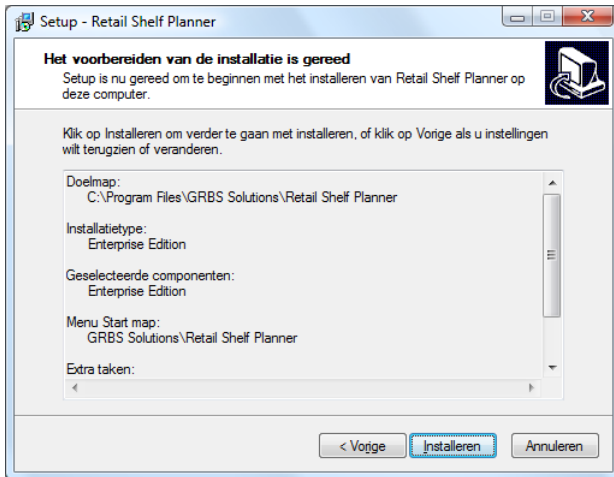 Setup - Retail Shelf Planner
Het voorbereiden van de installatie is gereed
Setup is nu gereed om te beginnen met het installeren van Retail Shelf Planner op
deze computer.
Klik op Installeren om verder te gaan met installeren, of klik op Vorige als u instellingen
wilt terugzien of veranderen.
Doelmap:
C:\Program Files\GRBS Solutions\Retail Shelf Planner
Installatietype:
Enterprise Edition
Geselecteerde componenten:
Enterprise Edition
Menu Start map:
GRBS Solutions\Retail Shelf Planner
Extra taken:
< Vorige
Installeren
Annuleren